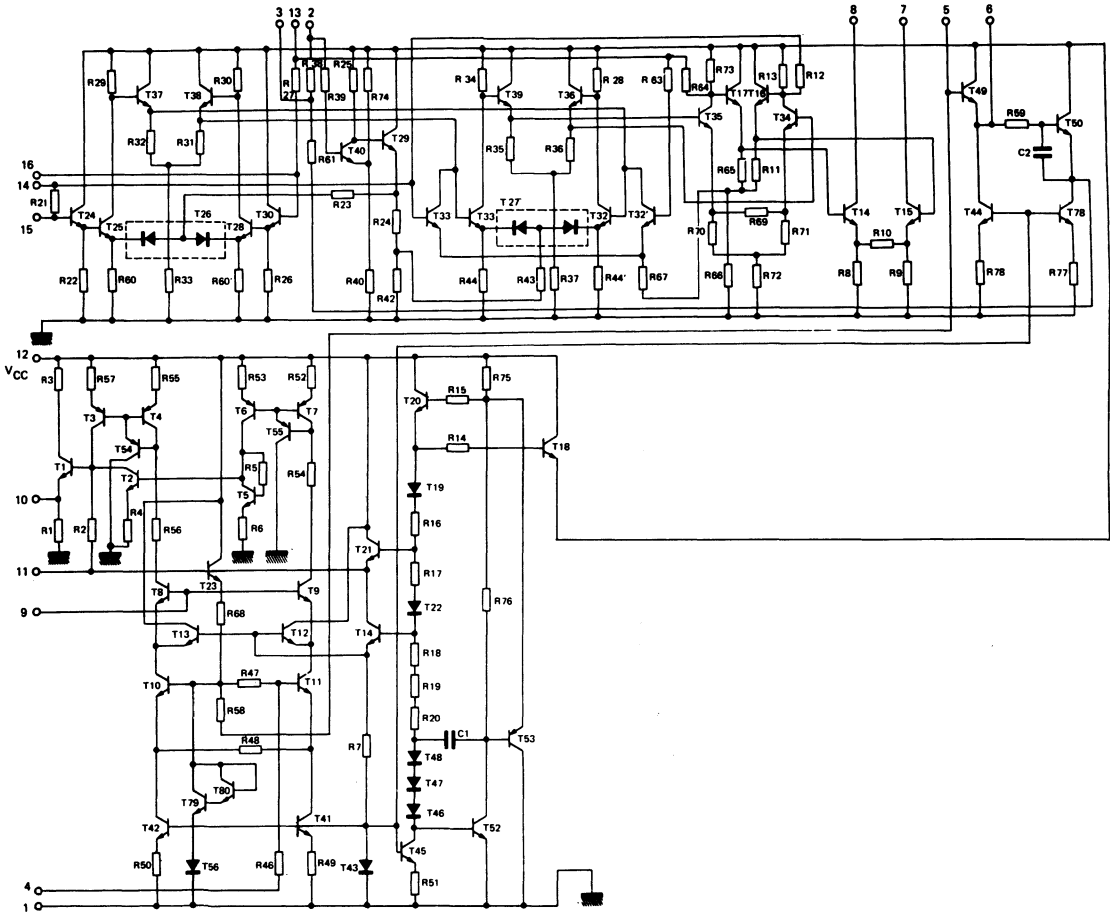 3 13 2 8 7 5 6
R29 T37 T38 R30 R 27 R 38 R39 R25 R74 R 34 T39 T36 R 28 R 63 R64 R73 T17 T16 R13 R12 T49
R32 R31 R61 T40 T29 R35 R36 T35 T34 R59 T50
C2
16
14
R21
15
T24 T25 T26 T28 T30 R23 R24 T33 T33 T 27' T32 T32' R65 R11 R70 R69 R71 T14 T15 R10 T44 T78
R22 R60 R33 R60' R26 R40 R42 R44 R43 R37 R44' R67 R66 R72 R8 R9 R78 R77
12
VCC
R3 R57 R55 R53 R52 T20 R15 R75
T3 T4 T6 T7
T54 T55 R14 T18
T1 T2 R5 R54
T5 T19
10
R1 R2 R4 R56 R6 R16
T21
11
T8 T23 T9 R17
R76
9
R68 T22
T13 T12 T14
R18
T10 R47 T11 R19
R58 R20
R48 R7 C1 T53
T48
T80 T47
T79 T46
T42 T41 T52
T45
R50 T56 R46 R49 T43 R51
4
1